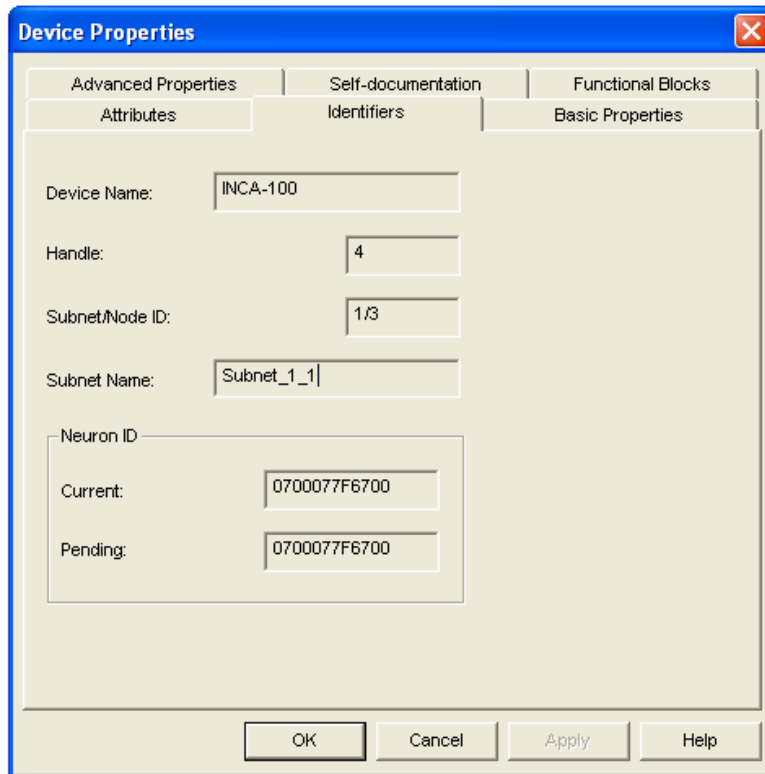 Device Properties
Advanced Properties Self-documentation Functional Blocks
Attributes Identifiers Basic Properties
Device Name: INCA-100
Handle: 4
Subnet/Node ID: 1/3
Subnet Name: Subnet_1_1
Neuron ID
Current: 0700077F6700
Pending: 0700077F6700
OK Cancel Apply Help